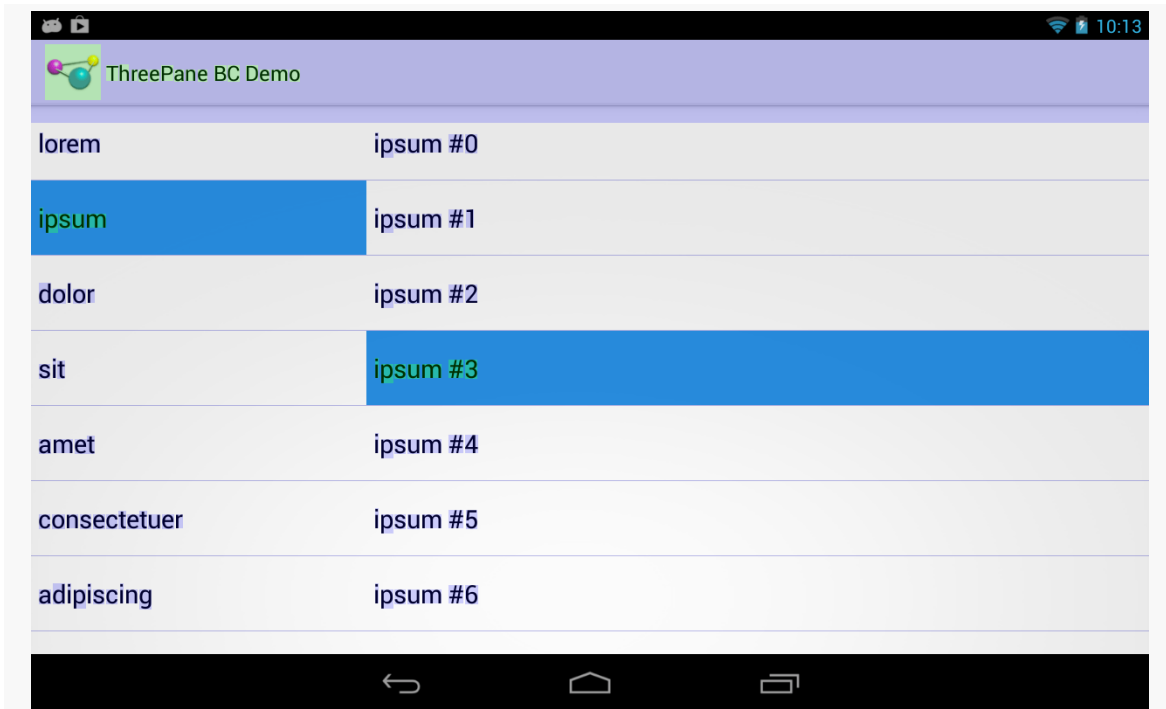 10:13
ThreePane BC Demo
lorem
ipsum #0
ipsum
ipsum #1
dolor
ipsum #2
sit
ipsum #3
amet
ipsum #4
consectetuer
ipsum #5
adipiscing
ipsum #6